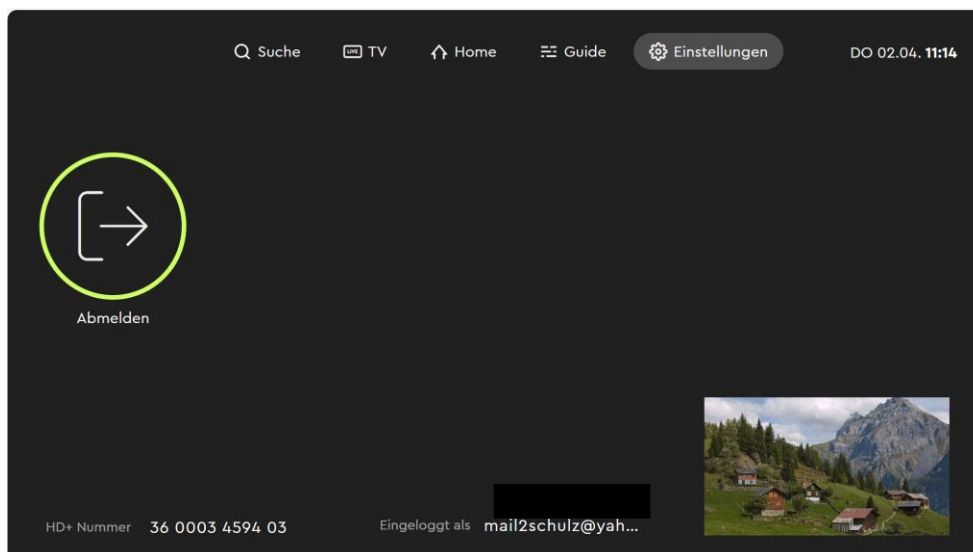 Suche LIVE TV Home Guide Einstellungen DO 02.04. 11:14
Abmelden
HD+ Nummer 36 0003 4594 03 Eingeloggt als mail2schulz@yah...